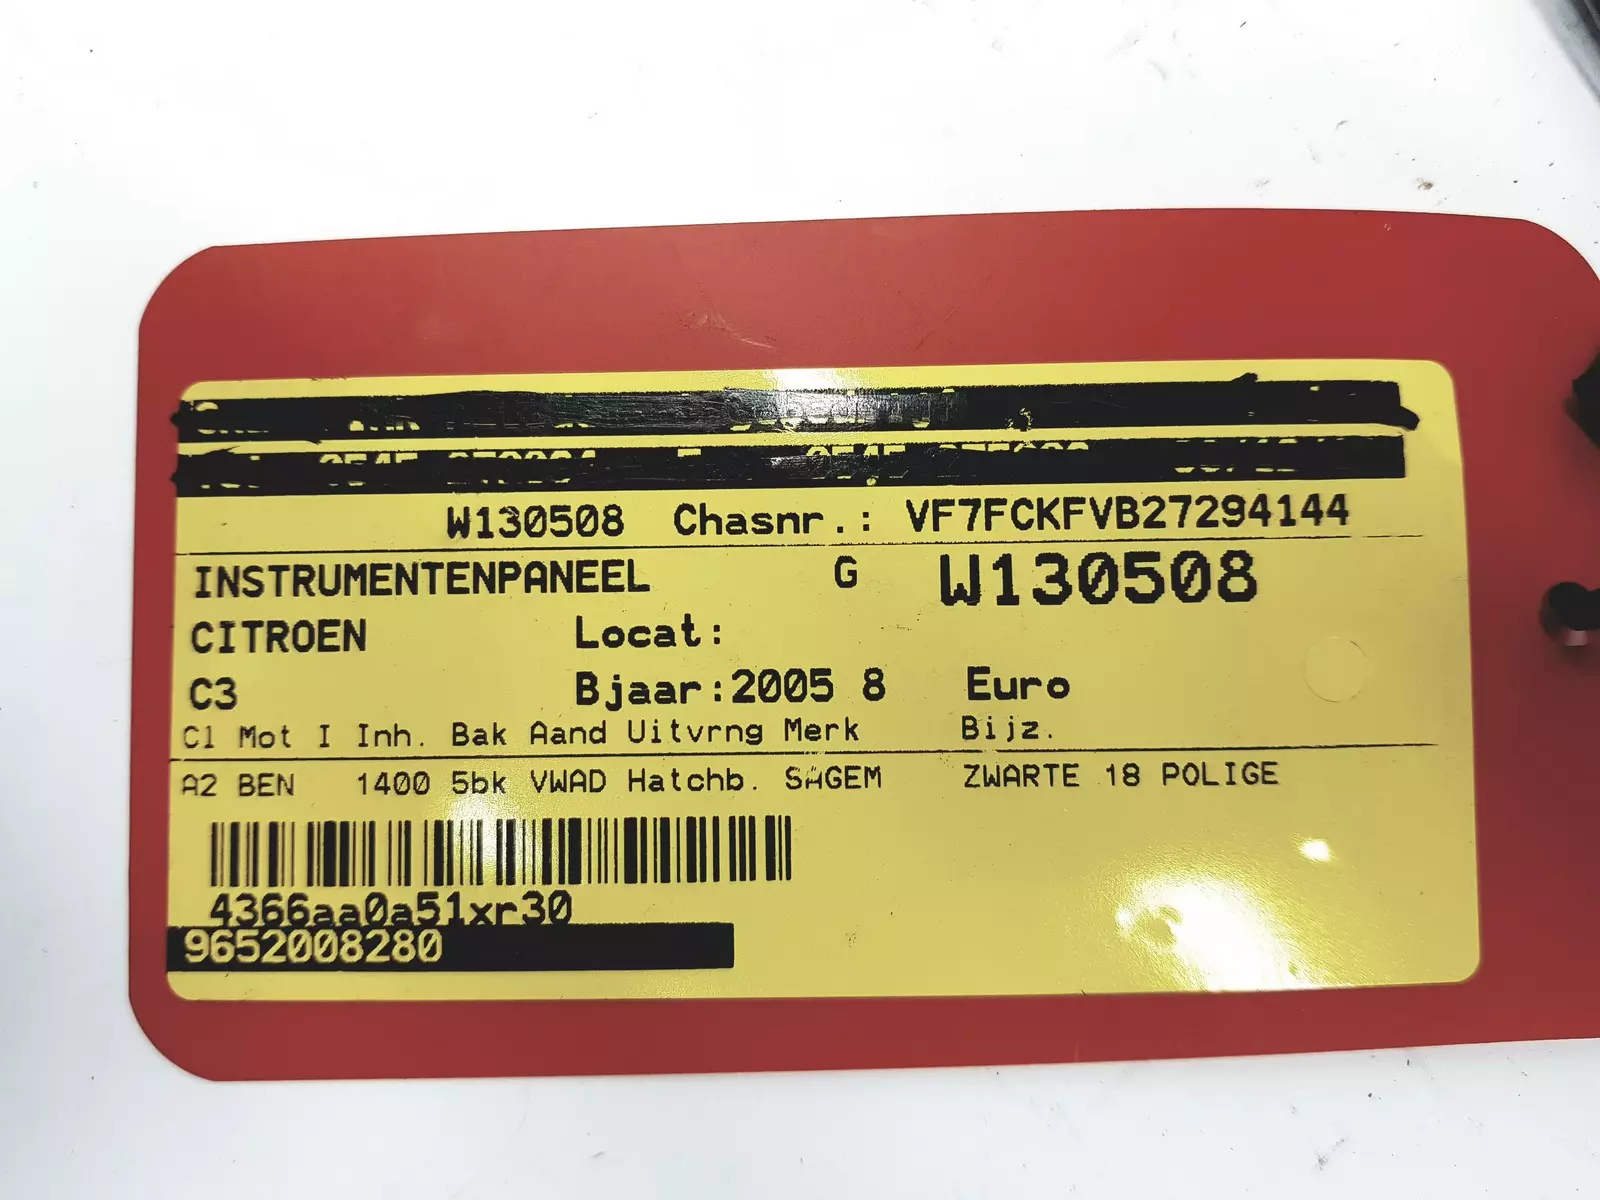 W130508 Chasnr.: VF7FCKFVB27294144
INSTRUMENTENPANEEL G W130508
CITROEN Locat:
C3 Bjaar:2005 8 Euro
Cl Mot I Inh. Bak Aand Uitvrng Merk Bijz.
A2 BEN 1400 5bk VWAD Hatchb. SAGEM ZWARTE 18 POLIGE
4366aa0a51xr30
9652008280